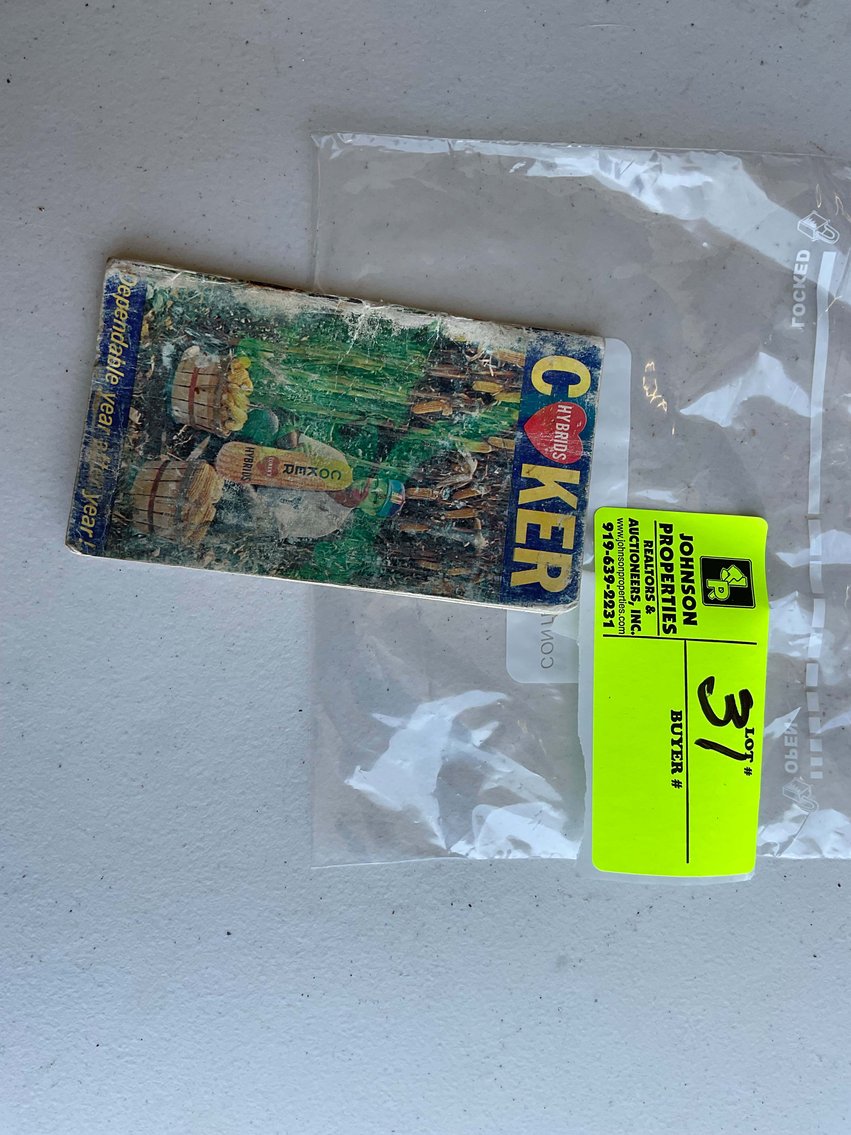 COKER
HYBRIDS
COKER
HYBRIDS
Dependable year after year
JOHNSON
PROPERTIES
REALTORS &
AUCTIONEERS, INC.
www.johnsonproperties.com
919-639-2231
LOT # 31
BUYER #
LOCKED
OPEN